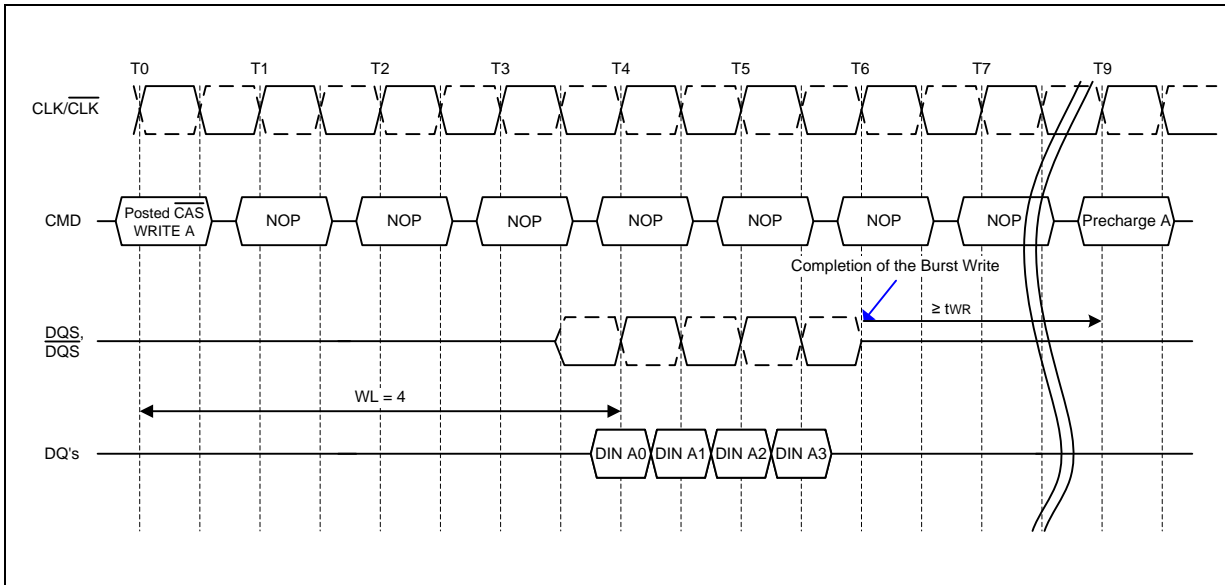 T0 T1 T2 T3 T4 T5 T6 T7 T9
CLK/CLK
CMD
Posted CAS
WRITE A
NOP NOP NOP NOP NOP NOP NOP Precharge A
Completion of the Burst Write
≥ tWR
DQS,
DQS
WL = 4
DQ's
DIN A0 DIN A1 DIN A2 DIN A3